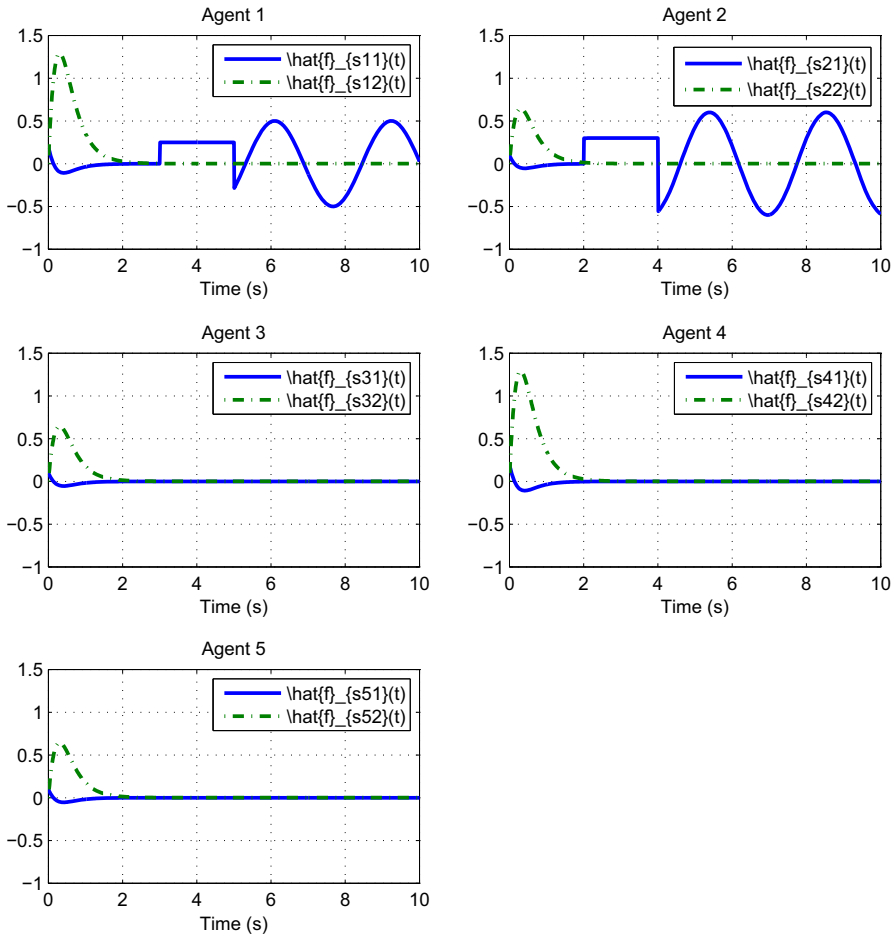 Agent 1
1.5
1
0.5
0
−0.5
−1
0 2 4 6 8 10
Time (s)
\hat{f}_{s11}(t)
\hat{f}_{s12}(t)
Agent 2
1.5
1
0.5
0
−0.5
−1
0 2 4 6 8 10
Time (s)
\hat{f}_{s21}(t)
\hat{f}_{s22}(t)
Agent 3
1.5
1
0.5
0
−0.5
−1
0 2 4 6 8 10
Time (s)
\hat{f}_{s31}(t)
\hat{f}_{s32}(t)
Agent 4
1.5
1
0.5
0
−0.5
−1
0 2 4 6 8 10
Time (s)
\hat{f}_{s41}(t)
\hat{f}_{s42}(t)
Agent 5
1.5
1
0.5
0
−0.5
−1
0 2 4 6 8 10
Time (s)
\hat{f}_{s51}(t)
\hat{f}_{s52}(t)